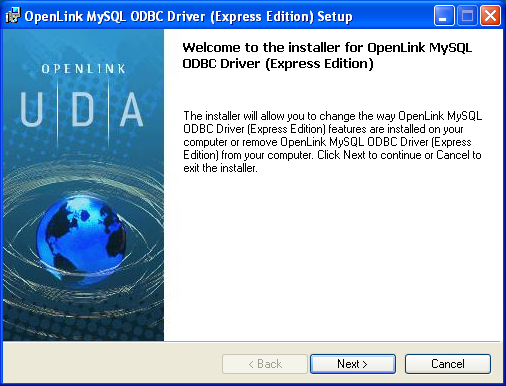 OpenLink MySQL ODBC Driver (Express Edition) Setup
OPENLINK
UDA
Welcome to the installer for OpenLink MySQL
ODBC Driver (Express Edition)
The installer will allow you to change the way OpenLink MySQL
ODBC Driver (Express Edition) features are installed on your
computer or remove OpenLink MySQL ODBC Driver (Express
Edition) from your computer. Click Next to continue or Cancel to
exit the installer.
< Back
Next >
Cancel